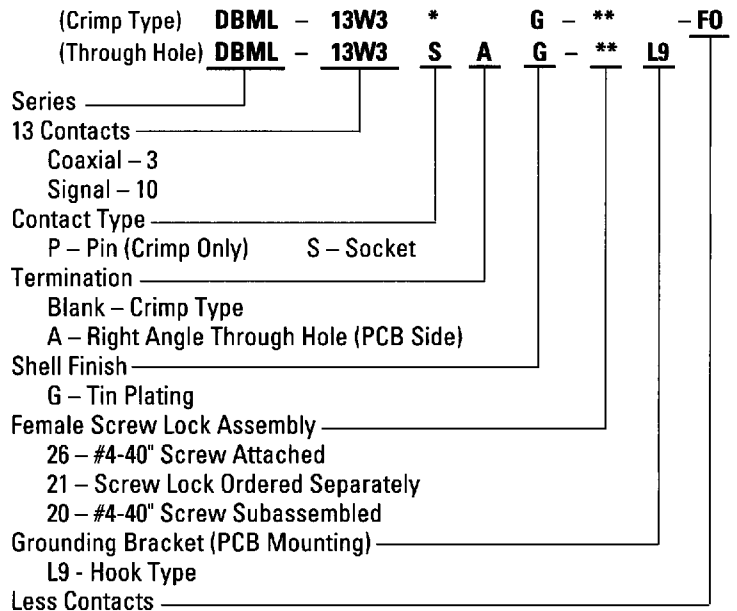 (Crimp Type) DBML – 13W3 * G – ** – F0
(Through Hole) DBML – 13W3 S A G – ** L9
Series
13 Contacts
Coaxial – 3
Signal – 10
Contact Type
P – Pin (Crimp Only) S – Socket
Termination
Blank – Crimp Type
A – Right Angle Through Hole (PCB Side)
Shell Finish
G – Tin Plating
Female Screw Lock Assembly
26 – #4-40" Screw Attached
21 – Screw Lock Ordered Separately
20 – #4-40" Screw Subassembled
Grounding Bracket (PCB Mounting)
L9 - Hook Type
Less Contacts